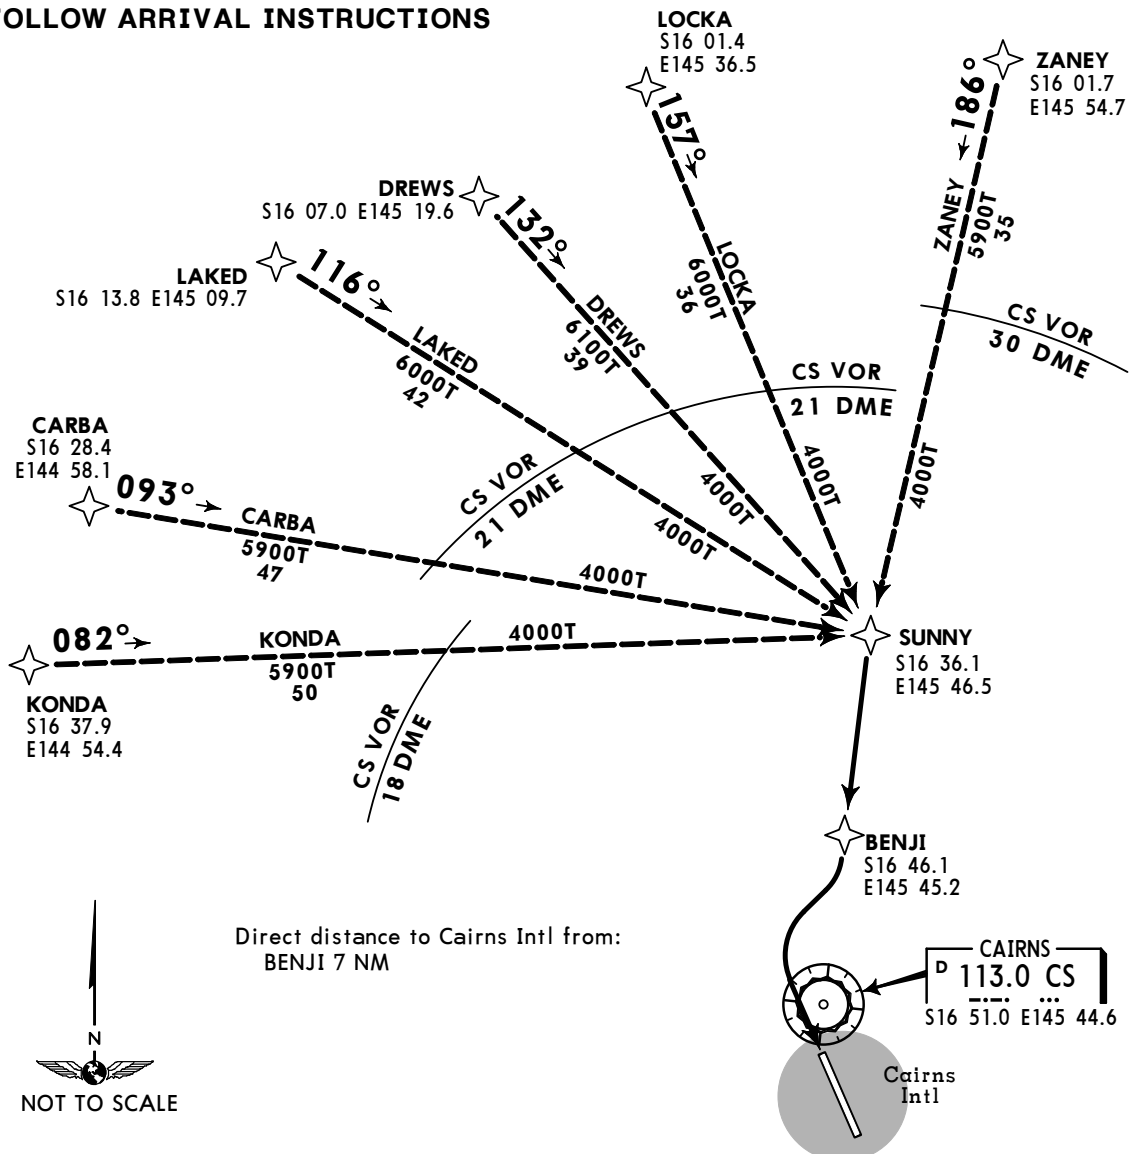 FOLLOW ARRIVAL INSTRUCTIONS
LOCKA
S16 01.4
E145 36.5
ZANEY
S16 01.7
E145 54.7
157°
186°
DREWS
S16 07.0 E145 19.6
132°
LAKED
S16 13.8 E145 09.7
116°
ZANEY
5900T
35
LOCKA
6000T
36
DREWS
6100T
39
LAKED
6000T
42
CS VOR
30 DME
CS VOR
21 DME
CARBA
S16 28.4
E144 58.1
093°
CARBA
5900T
47
CS VOR
21 DME
4000T
4000T
4000T
4000T
4000T
082°
KONDA
5900T
50
4000T
KONDA
S16 37.9
E144 54.4
CS VOR
18 DME
SUNNY
S16 36.1
E145 46.5
BENJI
S16 46.1
E145 45.2
Direct distance to Cairns Intl from:
BENJI 7 NM
CAIRNS
D 113.0 CS
S16 51.0 E145 44.6
N
NOT TO SCALE
Cairns
Intl